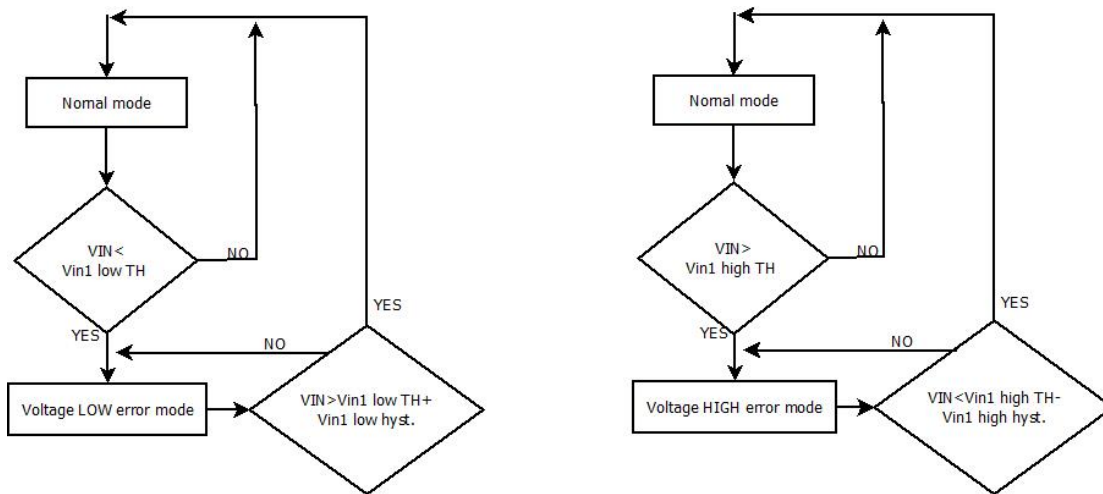 Nomal mode
VIN<
Vin1 low TH
NO
YES
YES
NO
Voltage LOW error mode
VIN>Vin1 low TH+
Vin1 low hyst.
Nomal mode
VIN>
Vin1 high TH
NO
YES
YES
NO
Voltage HIGH error mode
VIN<Vin1 high TH-
Vin1 high hyst.